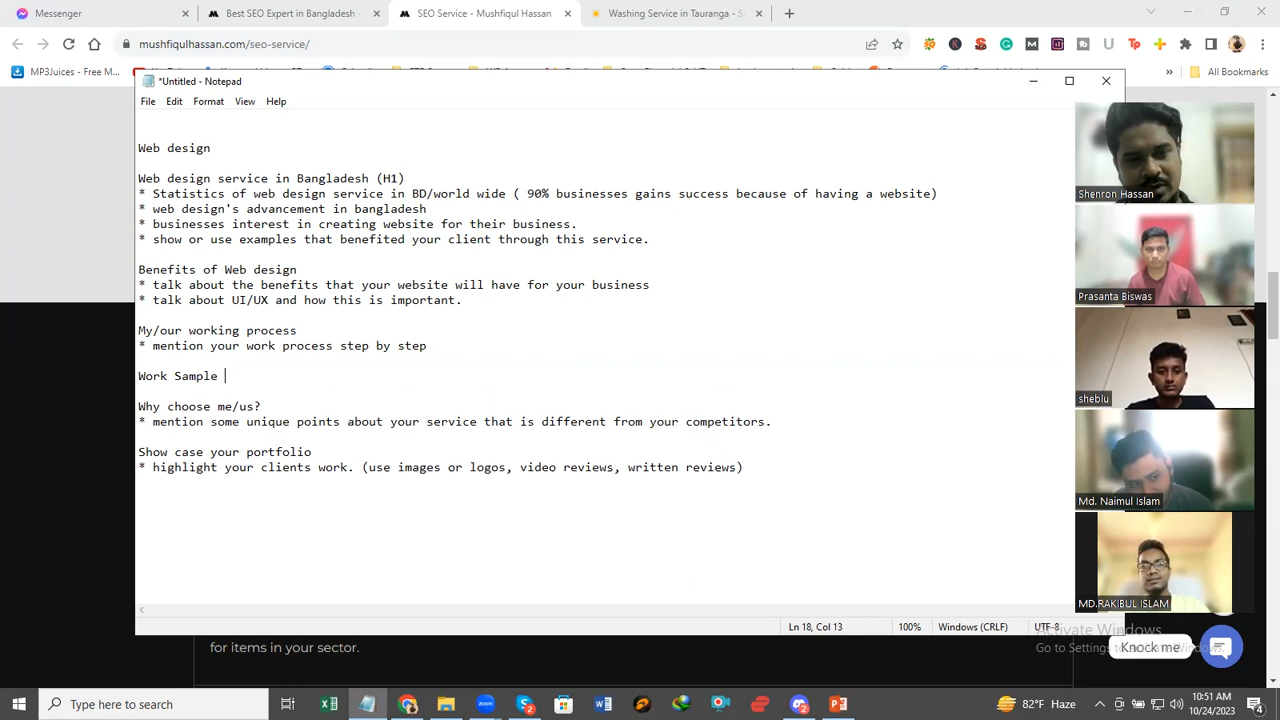 Messenger
Best SEO Expert in Bangladesh -
SEO Service - Mushfiqul Hassan
Washing Service in Tauranga - S
mushfiqulhassan.com/seo-service/
MP3Juices - Free M...
All Bookmarks
*Untitled - Notepad
File Edit Format View Help
Web design
Web design service in Bangladesh (H1)
* Statistics of web design service in BD/world wide ( 90% businesses gains success because of having a website)
* web design's advancement in bangladesh
* businesses interest in creating website for their business.
* show or use examples that benefited your client through this service.
Benefits of Web design
* talk about the benefits that your website will have for your business
* talk about UI/UX and how this is important.
My/our working process
* mention your work process step by step
Work Sample
Why choose me/us?
* mention some unique points about your service that is different from your competitors.
Show case your portfolio
* highlight your clients work. (use images or logos, video reviews, written reviews)
Shenron Hassan
Prasanta Biswas
sheblu
Md. Naimul Islam
MD.RAKIBUL ISLAM
Ln 18, Col 13
100%
Windows (CRLF)
UTF-8
Activate Windows
Go to Settings to activate Windows.
Knock me
for items in your sector.
Type here to search
82°F Haze
10:51 AM
10/24/2023